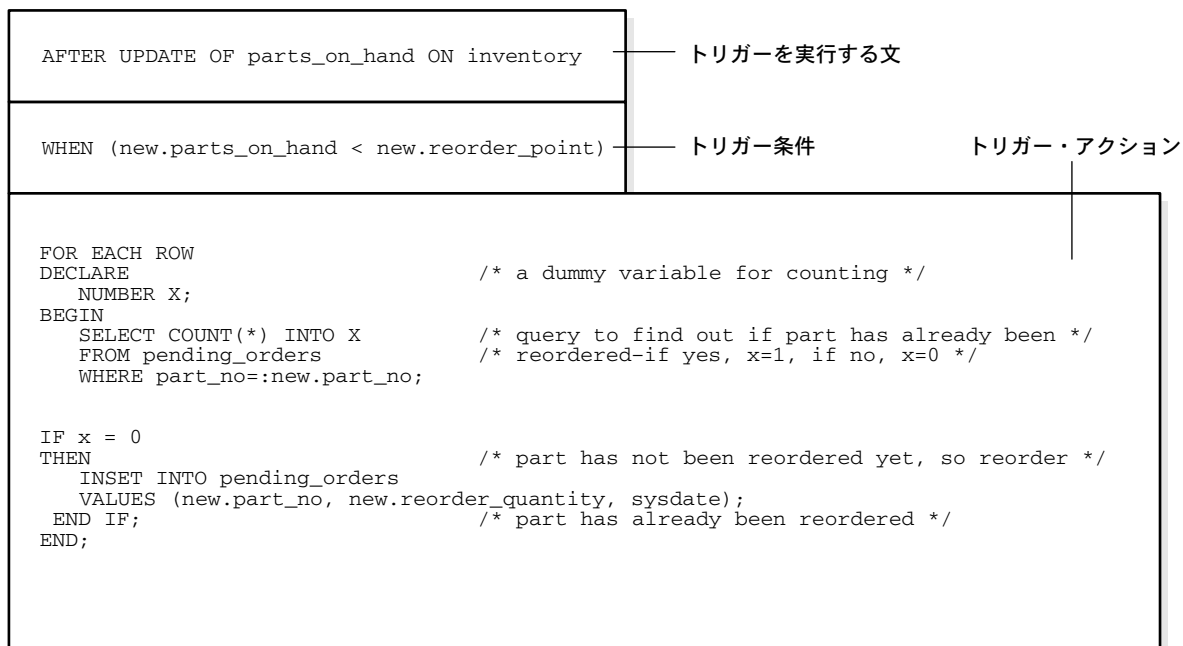 AFTER UPDATE OF parts_on_hand ON inventory トリガーを実行する文
WHEN (new.parts_on_hand < new.reorder_point) トリガー条件 トリガー・アクション
FOR EACH ROW
DECLARE /* a dummy variable for counting */
NUMBER X;
BEGIN
SELECT COUNT(*) INTO X /* query to find out if part has already been */
FROM pending_orders /* reordered-if yes, x=1, if no, x=0 */
WHERE part_no=:new.part_no;
IF x = 0
THEN /* part has not been reordered yet, so reorder */
INSET INTO pending_orders
VALUES (new.part_no, new.reorder_quantity, sysdate);
END IF; /* part has already been reordered */
END;